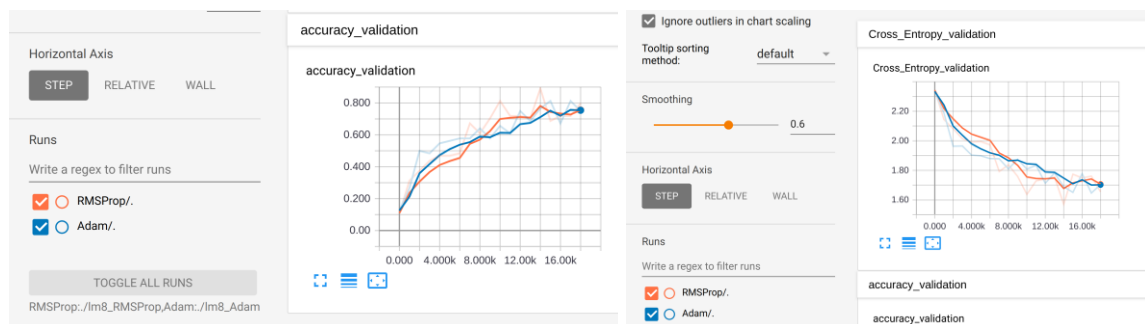 Horizontal Axis
STEP RELATIVE WALL
Runs
Write a regex to filter runs
RMSProp/.
Adam/.
TOGGLE ALL RUNS
RMSProp:./lm8_RMSProp,Adam:./lm8_Adam
accuracy_validation
accuracy_validation
0.800
0.600
0.400
0.200
0.00
0.000 4.000k 8.000k 12.00k 16.00k
Ignore outliers in chart scaling
Tooltip sorting
method: default
Smoothing
0.6
Horizontal Axis
STEP RELATIVE WALL
Runs
Write a regex to filter runs
RMSProp/.
Adam/.
Cross_Entropy_validation
Cross_Entropy_validation
2.20
2.00
1.80
1.60
0.000 4.000k 8.000k 12.00k 16.00k
accuracy_validation
accuracy_validation